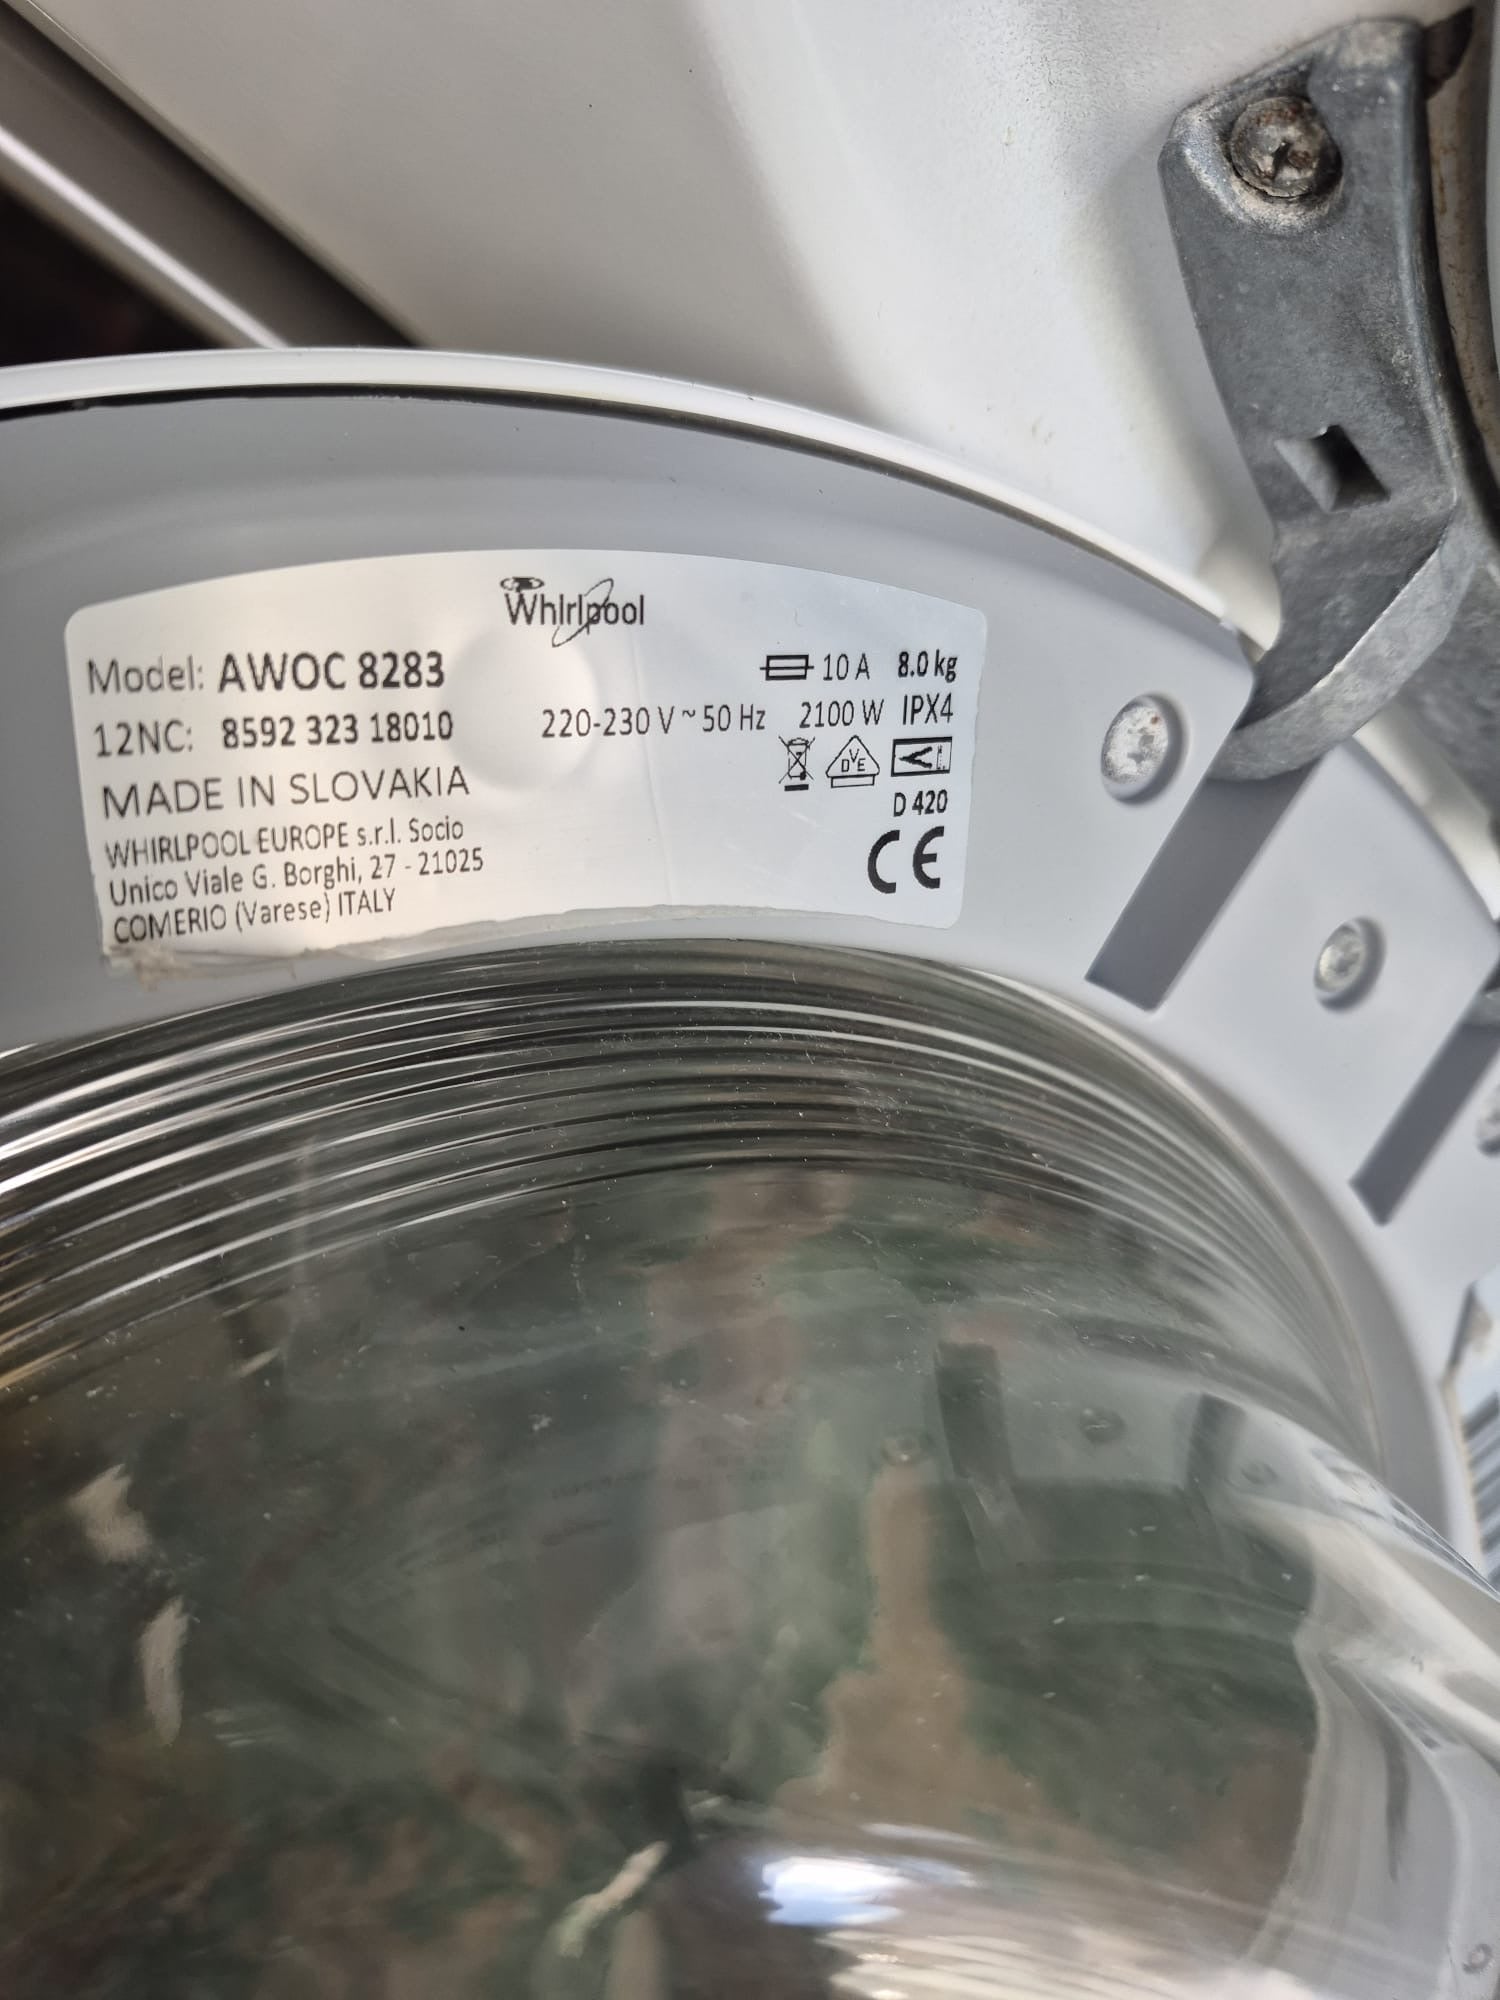 Whirlpool
Model: AWOC 8283
10 A 8.0 kg
12NC: 8592 323 18010
220-230 V ~ 50 Hz 2100 W IPX4
MADE IN SLOVAKIA
DVE
D 420
WHIRLPOOL EUROPE s.r.l. Socio
Unico Viale G. Borghi, 27 - 21025
COMERIO (Varese) ITALY
CE